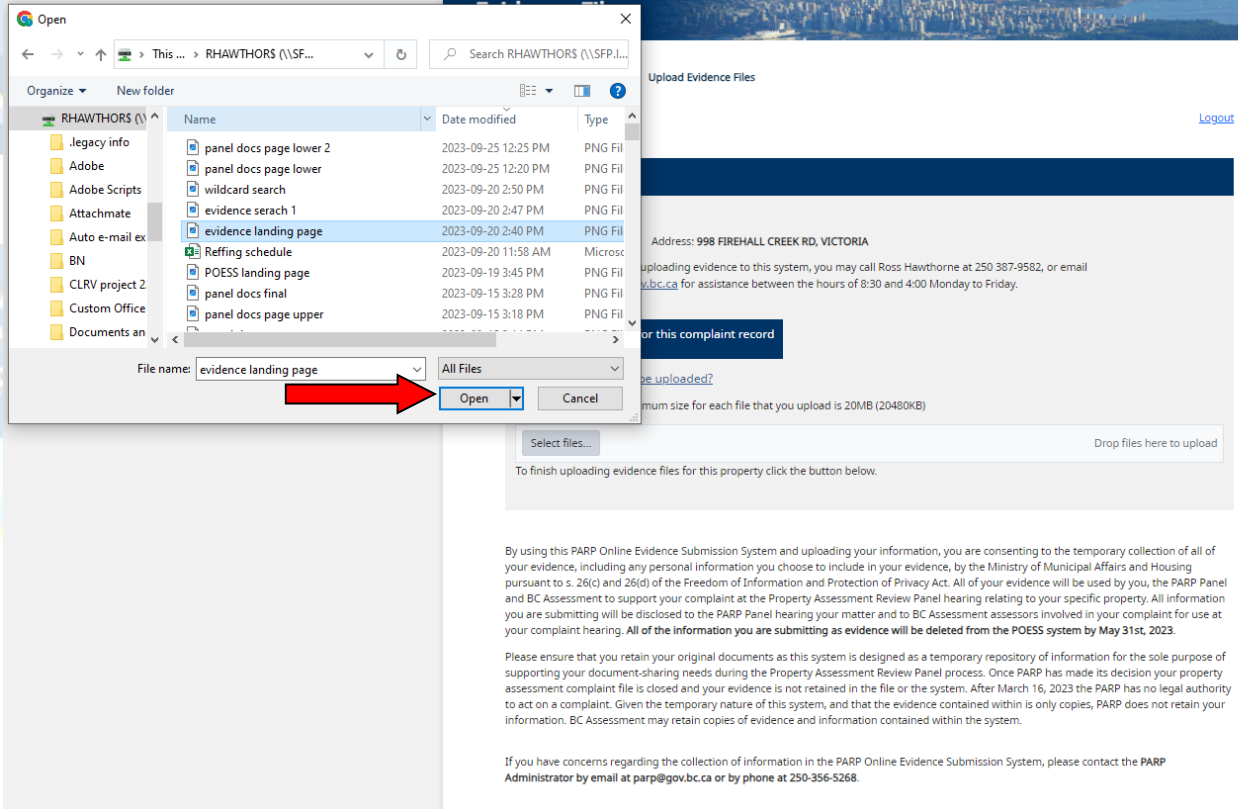 Open
This ... › RHAWTHOR$ (\\SF...
Search RHAWTHOR$ (\\SFP.I...
Organize
New folder
RHAWTHOR$ (\\
.legacy info
Adobe
Adobe Scripts
Attachmate
Auto e-mail ex
BN
CLRV project 2
Custom Office
Documents an
Name Date modified Type
panel docs page lower 2 2023-09-25 12:25 PM PNG Fil
panel docs page lower 2023-09-25 12:20 PM PNG Fil
wildcard search 2023-09-20 2:50 PM PNG Fil
evidence serach 1 2023-09-20 2:47 PM PNG Fil
evidence landing page 2023-09-20 2:40 PM PNG Fil
Reffing schedule 2023-09-20 11:58 AM Microsc
POESS landing page 2023-09-19 3:45 PM PNG Fil
panel docs final 2023-09-15 3:28 PM PNG Fil
panel docs page upper 2023-09-15 3:18 PM PNG Fil
File name: evidence landing page All Files
Open Cancel
Upload Evidence Files
Logout
Address: 998 FIREHALL CREEK RD, VICTORIA
uploading evidence to this system, you may call Ross Hawthorne at 250 387-9582, or email
v.bc.ca for assistance between the hours of 8:30 and 4:00 Monday to Friday.
or this complaint record
be uploaded?
mum size for each file that you upload is 20MB (20480KB)
Select files... Drop files here to upload
To finish uploading evidence files for this property click the button below.
By using this PARP Online Evidence Submission System and uploading your information, you are consenting to the temporary collection of all of
your evidence, including any personal information you choose to include in your evidence, by the Ministry of Municipal Affairs and Housing
pursuant to s. 26(c) and 26(d) of the Freedom of Information and Protection of Privacy Act. All of your evidence will be used by you, the PARP Panel
and BC Assessment to support your complaint at the Property Assessment Review Panel hearing relating to your specific property. All information
you are submitting will be disclosed to the PARP Panel hearing your matter and to BC Assessment assessors involved in your complaint for use at
your complaint hearing. All of the information you are submitting as evidence will be deleted from the POESS system by May 31st, 2023.
Please ensure that you retain your original documents as this system is designed as a temporary repository of information for the sole purpose of
supporting your document-sharing needs during the Property Assessment Review Panel process. Once PARP has made its decision your property
assessment complaint file is closed and your evidence is not retained in the file or the system. After March 16, 2023 the PARP has no legal authority
to act on a complaint. Given the temporary nature of this system, and that the evidence contained within is only copies, PARP does not retain your
information. BC Assessment may retain copies of evidence and information contained within the system.
If you have concerns regarding the collection of information in the PARP Online Evidence Submission System, please contact the PARP
Administrator by email at parp@gov.bc.ca or by phone at 250-356-5268.